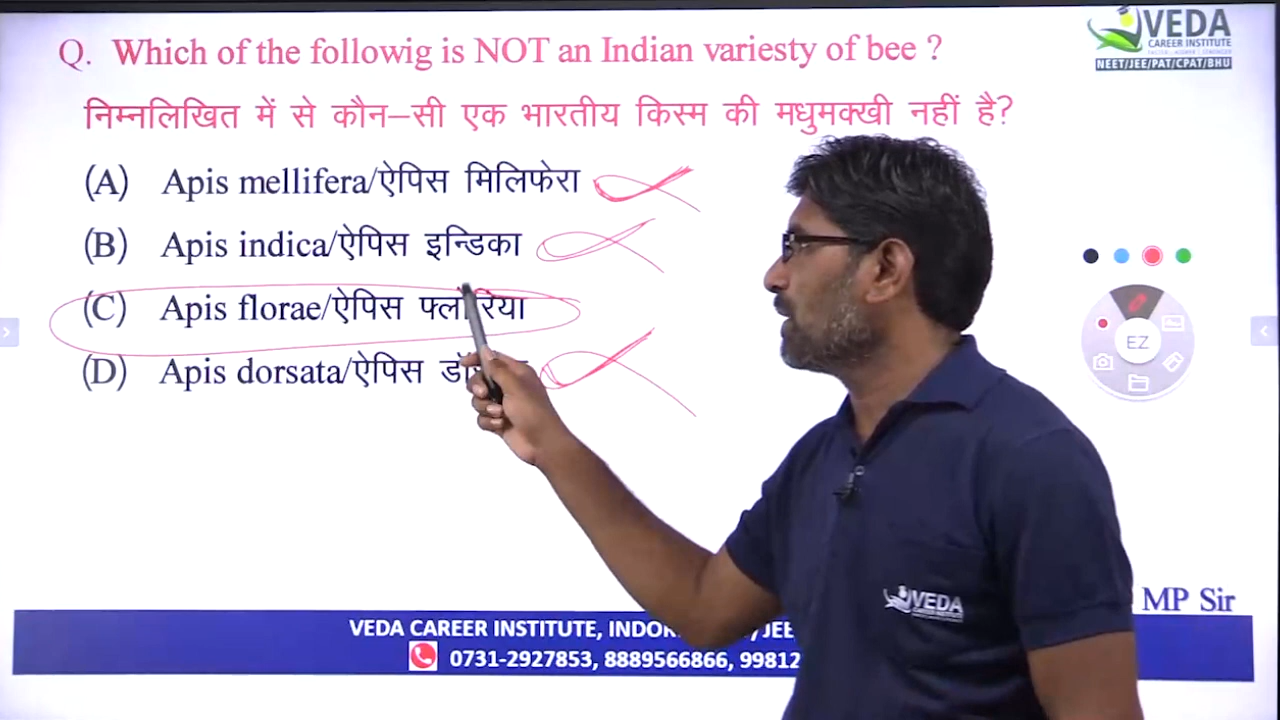 Q. Which of the followig is NOT an Indian variesty of bee ?
निम्नलिखित में से कौन–सी एक भारतीय किस्म की मधुमक्खी नहीं है?
(A) Apis mellifera/ऐपिस मिलिफेरा
(B) Apis indica/ऐपिस इन्डिका
(C) Apis florae/ऐपिस
(D) Apis dorsata/ऐपिस
VEDA
CAREER INSTITUTE
NEET/JEE/PAT/CPAT/BHU
EZ
VEDA
MP Sir
VEDA CAREER INSTITUTE,
0731-2927853, 8889566866,